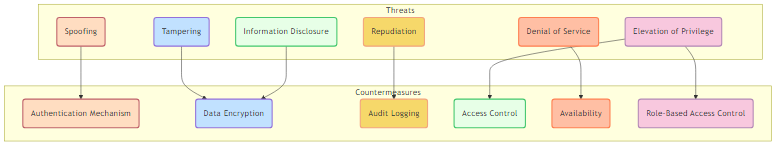 Threats
Spoofing
Tampering
Information Disclosure
Repudiation
Denial of Service
Elevation of Privilege
Countermeasures
Authentication Mechanism
Data Encryption
Audit Logging
Access Control
Availability
Role-Based Access Control